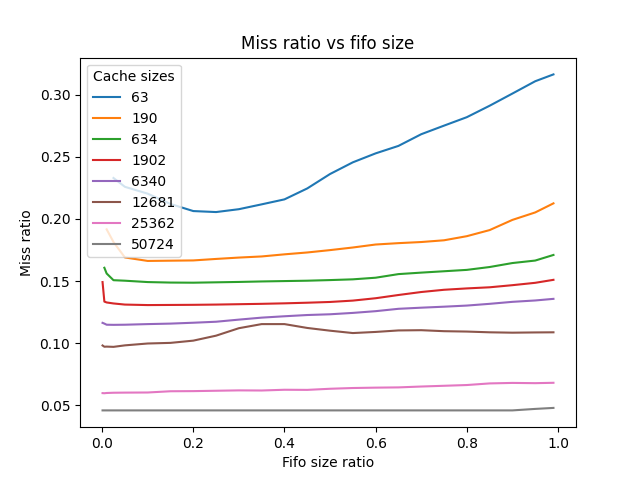 Miss ratio vs fifo size
Cache sizes
63
190
634
1902
6340
12681
25362
50724
0.30
0.25
0.20
0.15
0.10
0.05
Miss ratio
0.0 0.2 0.4 0.6 0.8 1.0
Fifo size ratio